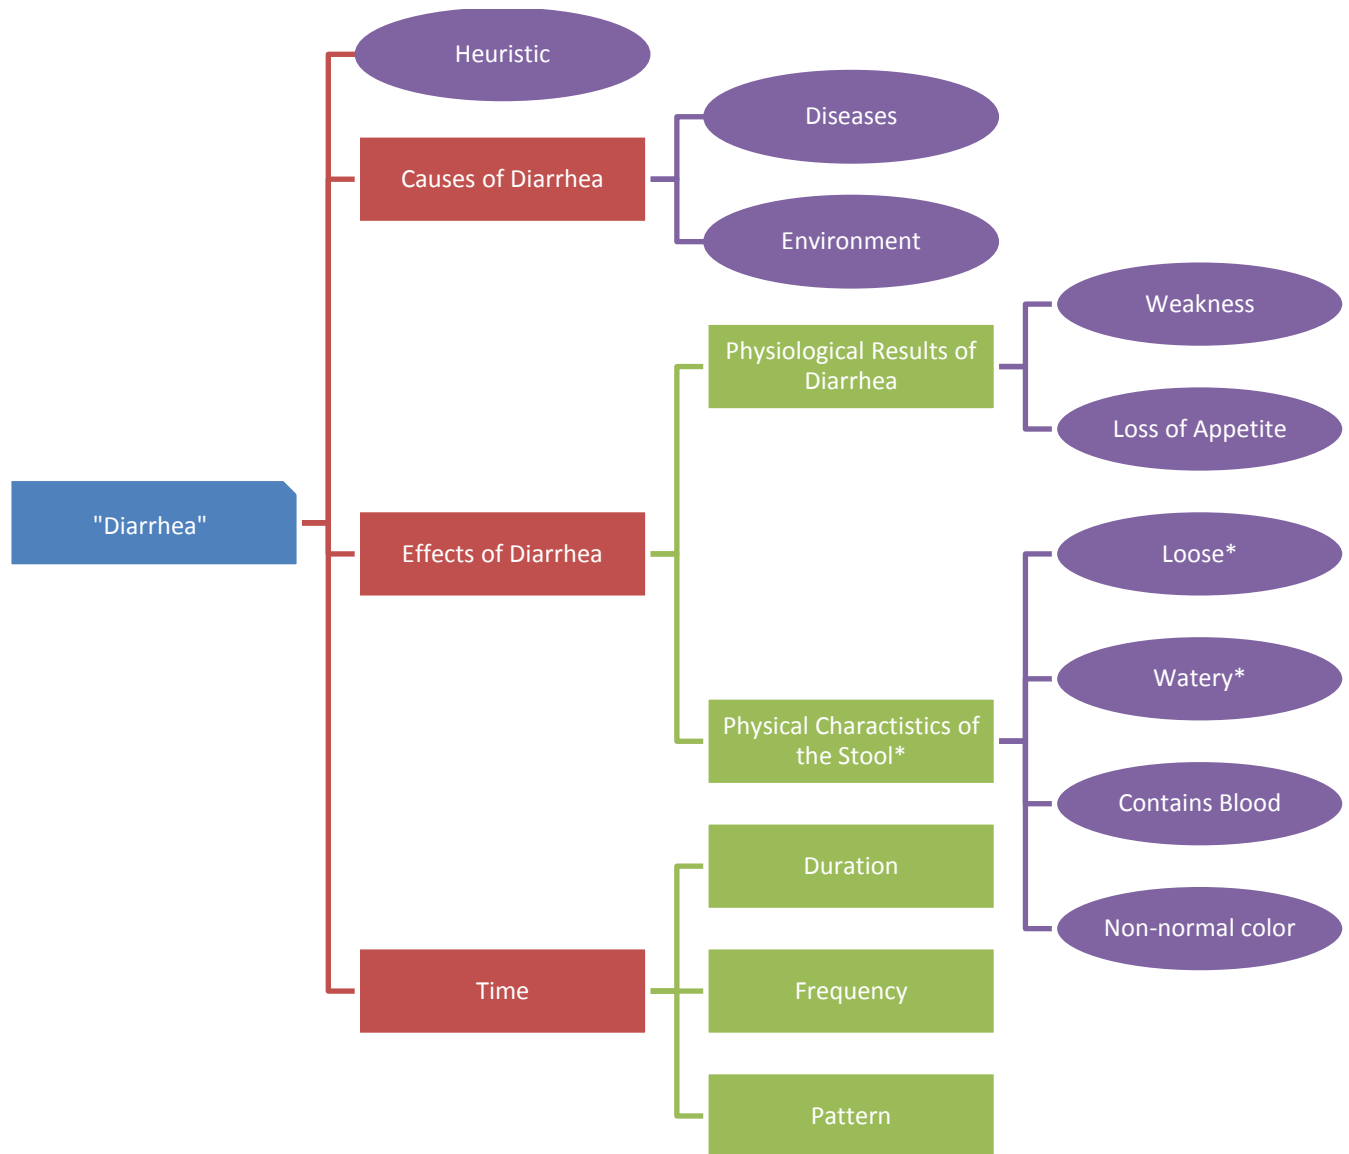 Heuristic
Diseases
Causes of Diarrhea
Environment
Weakness
Physiological Results of
Diarrhea
Loss of Appetite
"Diarrhea"
Effects of Diarrhea
Loose*
Watery*
Physical Charactistics of
the Stool*
Contains Blood
Duration
Non-normal color
Time
Frequency
Pattern